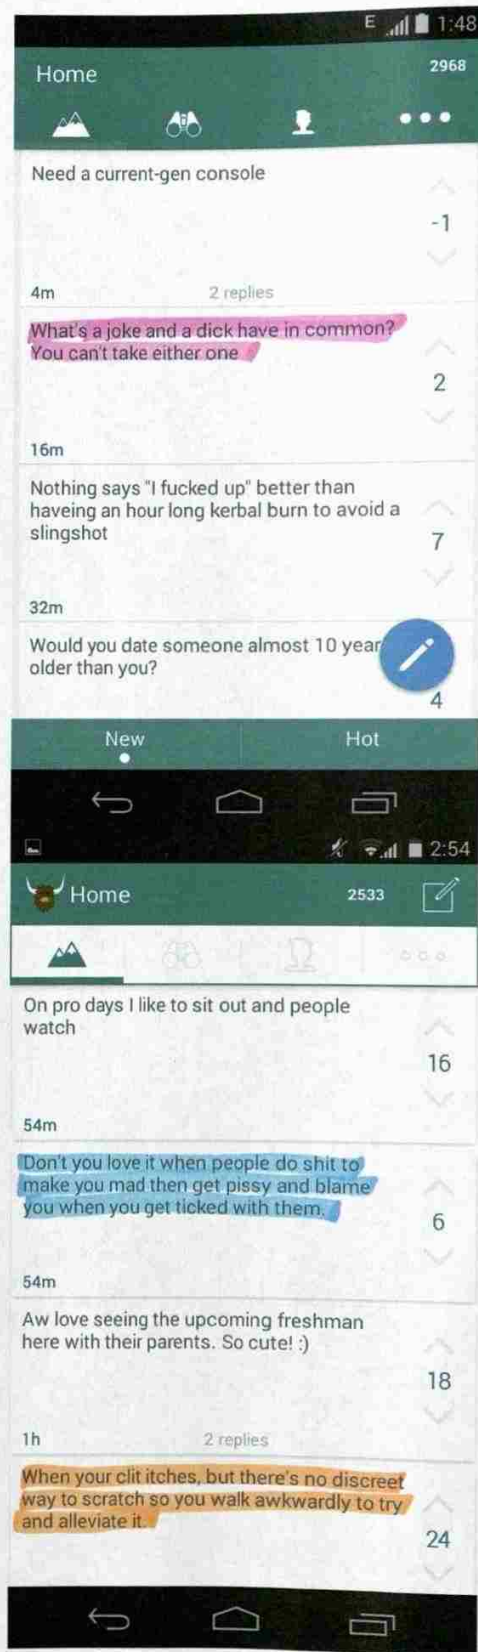 E 1:48
Home 2968
Need a current-gen console
-1
4m 2 replies
What's a joke and a dick have in common?
You can't take either one
2
16m
Nothing says "I fucked up" better than
haveing an hour long kerbal burn to avoid a
slingshot
7
32m
Would you date someone almost 10 year
older than you?
4
New Hot
2:54
Home 2533
On pro days I like to sit out and people
watch
16
54m
Don't you love it when people do shit to
make you mad then get pissy and blame
you when you get ticked with them.
6
54m
Aw love seeing the upcoming freshman
here with their parents. So cute! :)
18
1h 2 replies
When your clit itches, but there's no discreet
way to scratch so you walk awkwardly to try
and alleviate it.
24